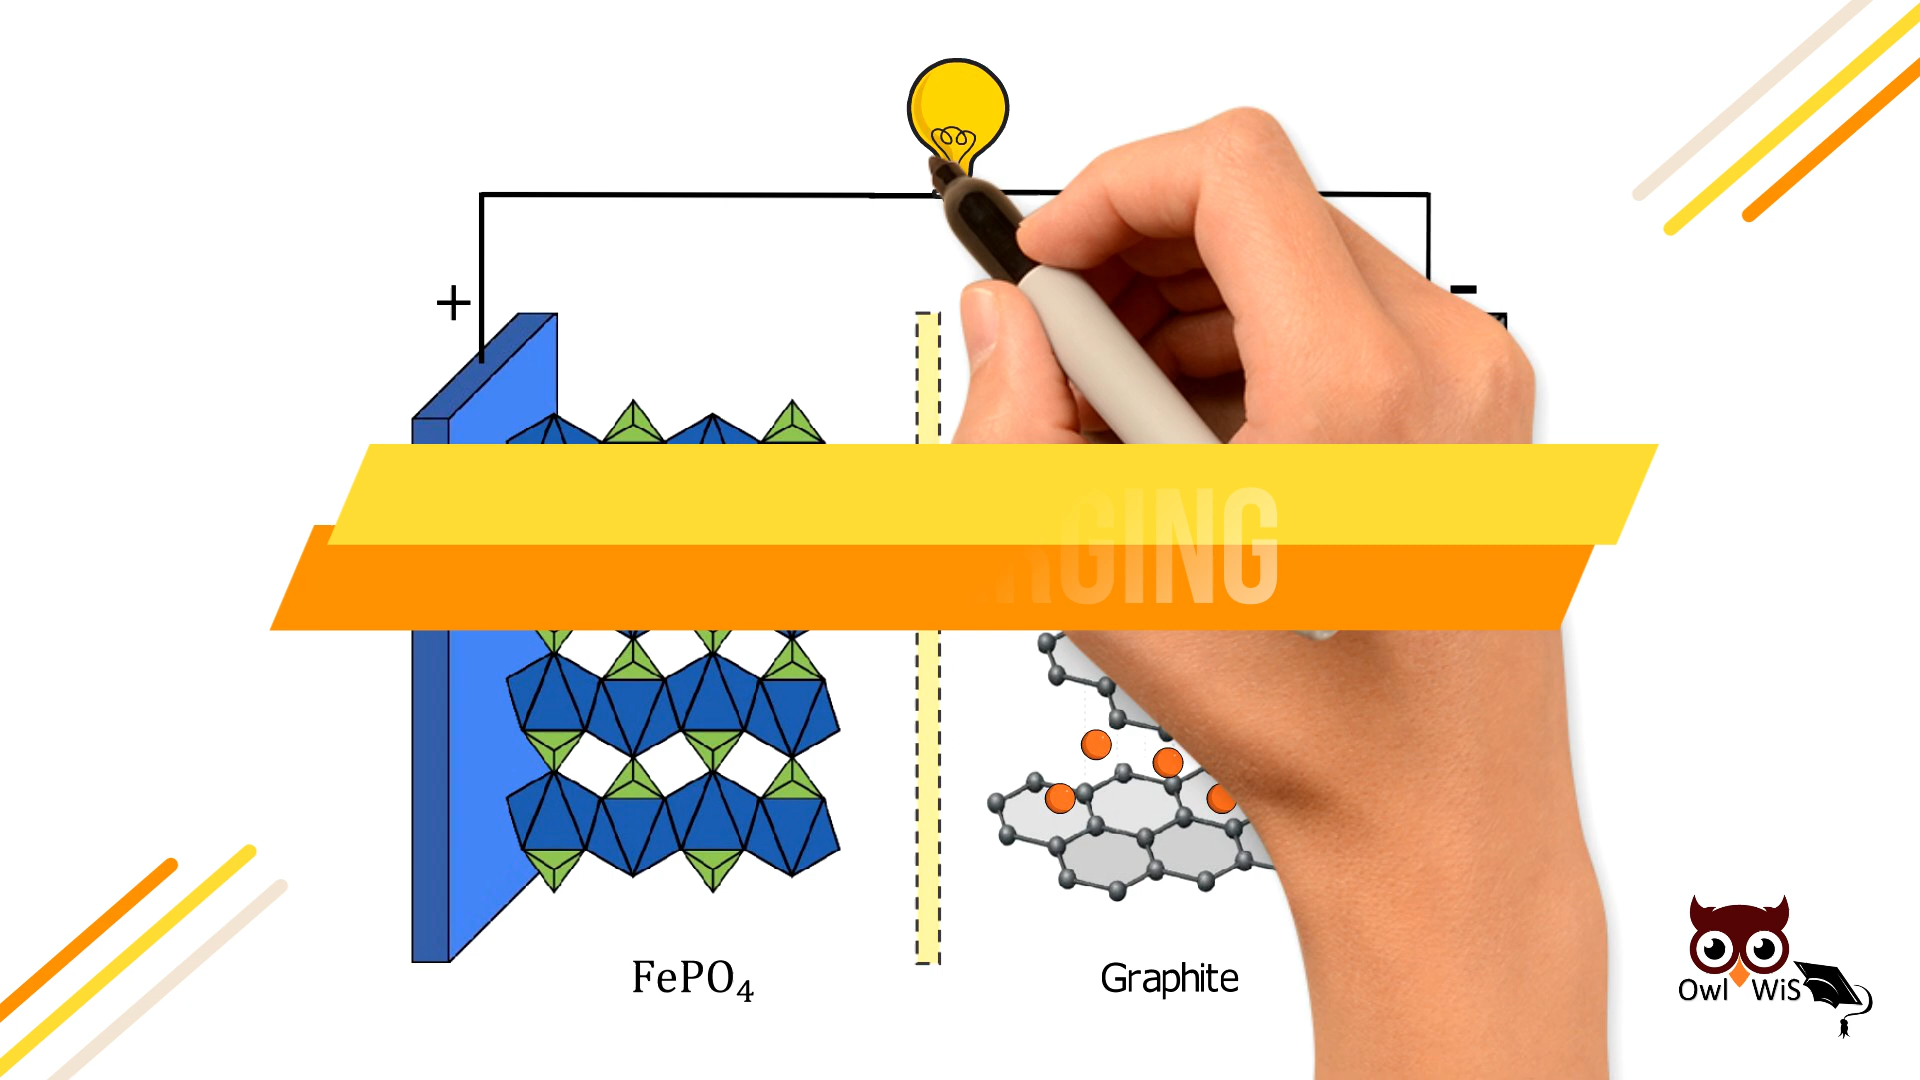 +
-
GING
FePO₄
Graphite
Owl WiS